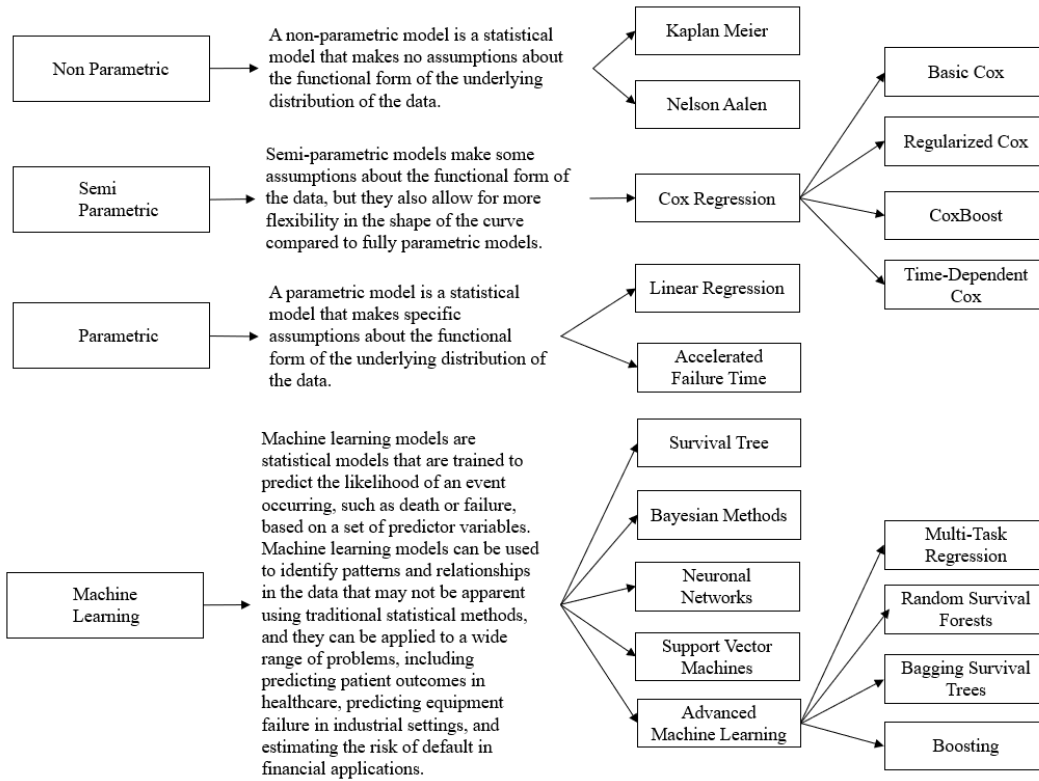 Non Parametric
A non-parametric model is a statistical
model that makes no assumptions about
the functional form of the underlying
distribution of the data.
Kaplan Meier
Nelson Aalen
Semi
Parametric
Semi-parametric models make some
assumptions about the functional form of
the data, but they also allow for more
flexibility in the shape of the curve
compared to fully parametric models.
Cox Regression
Basic Cox
Regularized Cox
CoxBoost
Time-Dependent
Cox
Parametric
A parametric model is a statistical
model that makes specific
assumptions about the functional
form of the underlying distribution of
the data.
Linear Regression
Accelerated
Failure Time
Machine
Learning
Machine learning models are
statistical models that are trained to
predict the likelihood of an event
occurring, such as death or failure,
based on a set of predictor variables.
Machine learning models can be used
to identify patterns and relationships
in the data that may not be apparent
using traditional statistical methods,
and they can be applied to a wide
range of problems, including
predicting patient outcomes in
healthcare, predicting equipment
failure in industrial settings, and
estimating the risk of default in
financial applications.
Survival Tree
Bayesian Methods
Neuronal
Networks
Support Vector
Machines
Advanced
Machine Learning
Multi-Task
Regression
Random Survival
Forests
Bagging Survival
Trees
Boosting